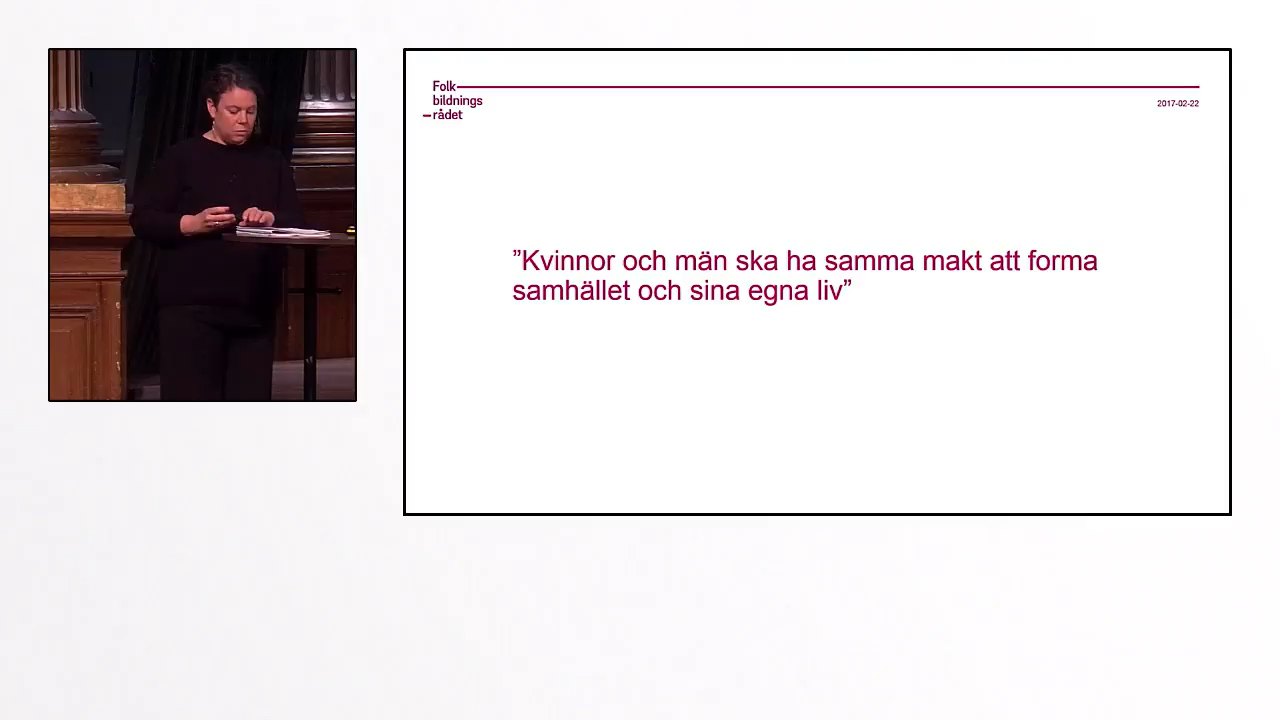 Folk
bildnings
rådet
2017-02-22
”Kvinnor och män ska ha samma makt att forma
samhället och sina egna liv”